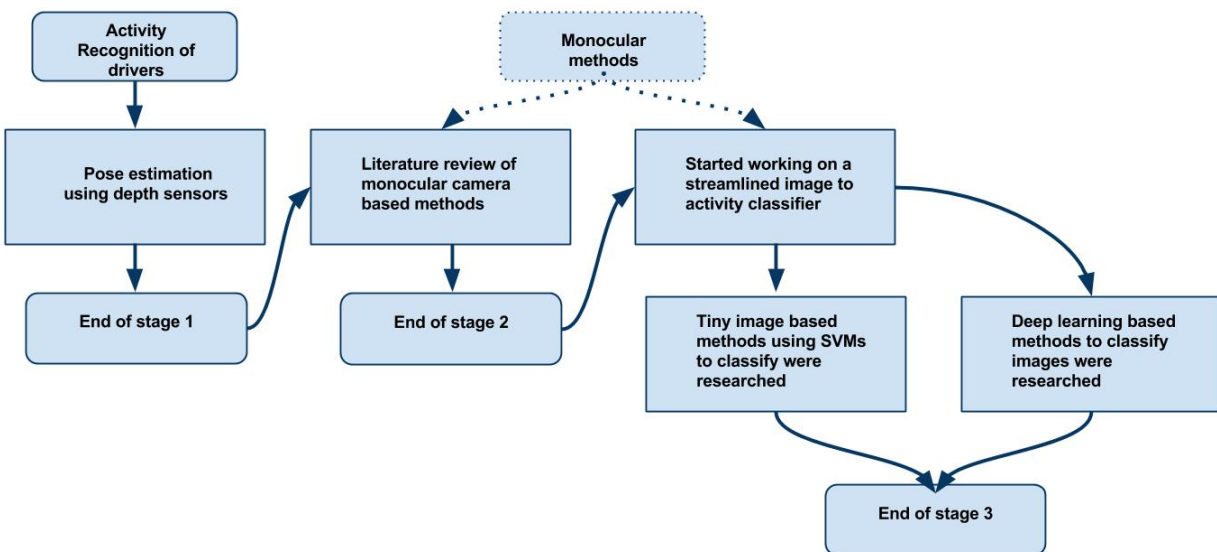 Activity
Recognition of
drivers
Monocular
methods
Pose estimation
using depth sensors
Literature review of
monocular camera
based methods
Started working on a
streamlined image to
activity classifier
End of stage 1
End of stage 2
Tiny image based
methods using SVMs
to classify were
researched
Deep learning based
methods to classify
images were
researched
End of stage 3